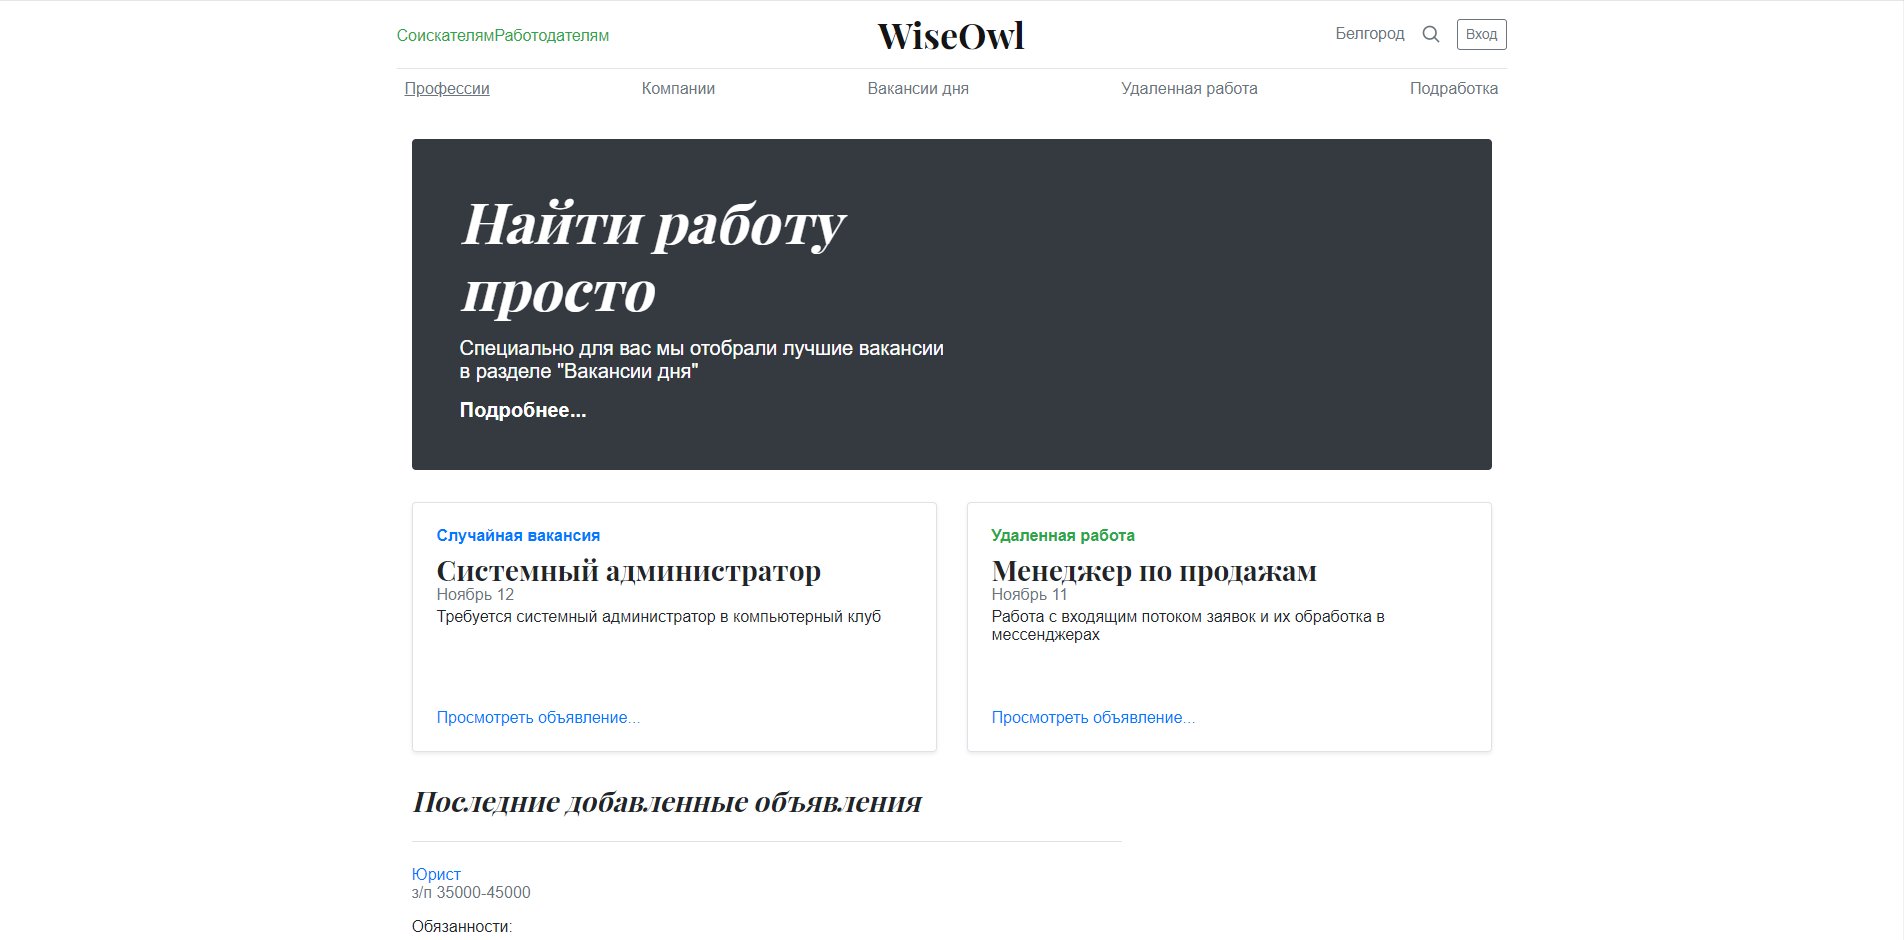 СоискателямРаботодателям
WiseOwl
Белгород
Вход
Профессии
Компании
Вакансии дня
Удаленная работа
Подработка
Найти работу
просто
Специально для вас мы отобрали лучшие вакансии
в разделе "Вакансии дня"
Подробнее...
Случайная вакансия
Системный администратор
Ноябрь 12
Требуется системный администратор в компьютерный клуб
Просмотреть объявление...
Удаленная работа
Менеджер по продажам
Ноябрь 11
Работа с входящим потоком заявок и их обработка в
мессенджерах
Просмотреть объявление...
Последние добавленные объявления
Юрист
з/п 35000-45000
Обязанности: